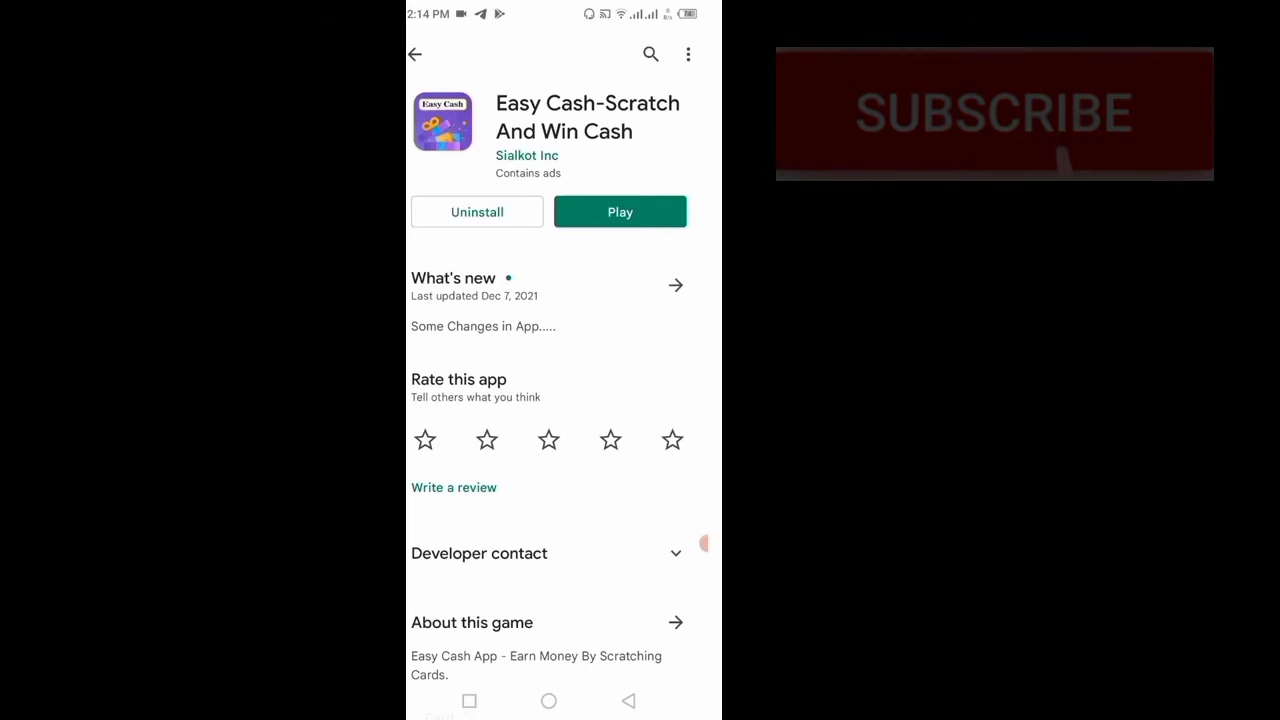 2:14 PM
Easy Cash
Easy Cash-Scratch
And Win Cash
Sialkot Inc
Contains ads
Uninstall
Play
What's new
Last updated Dec 7, 2021
Some Changes in App.....
Rate this app
Tell others what you think
Write a review
Developer contact
About this game
Easy Cash App - Earn Money By Scratching
Cards.
SUBSCRIBE